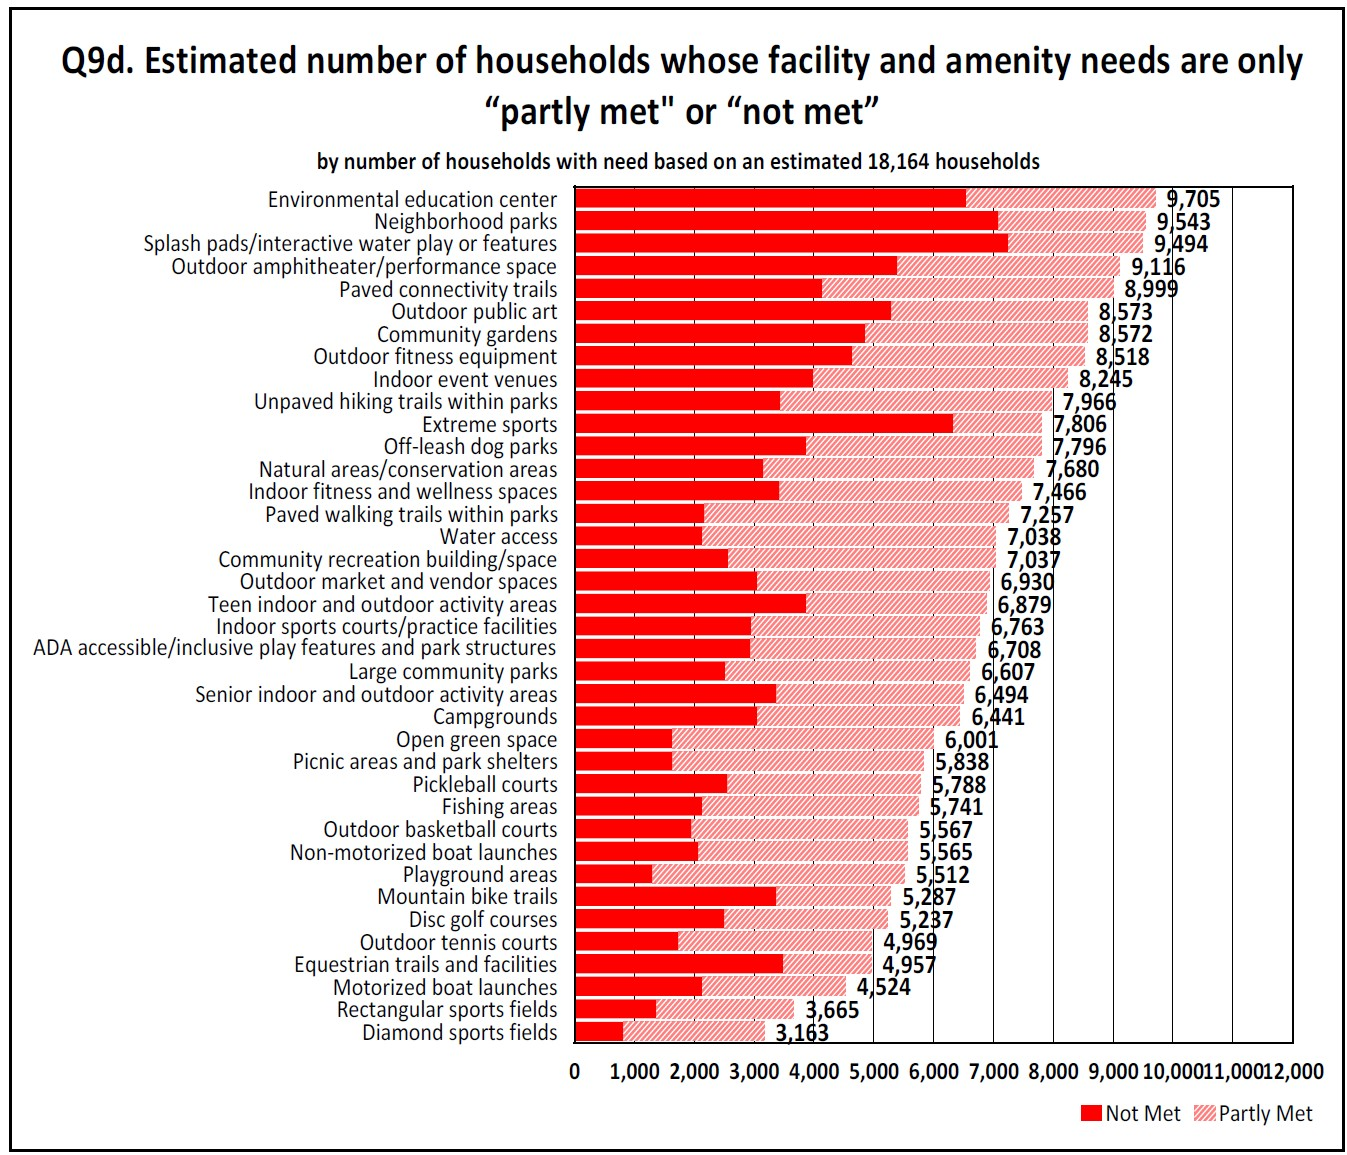 Q9d. Estimated number of households whose facility and amenity needs are only
“partly met" or “not met”
by number of households with need based on an estimated 18,164 households
Environmental education center 9,705
Neighborhood parks 9,543
Splash pads/interactive water play or features 9,494
Outdoor amphitheater/performance space 9,116
Paved connectivity trails 8,999
Outdoor public art 8,573
Community gardens 8,572
Outdoor fitness equipment 8,518
Indoor event venues 8,245
Unpaved hiking trails within parks 7,966
Extreme sports 7,806
Off-leash dog parks 7,796
Natural areas/conservation areas 7,680
Indoor fitness and wellness spaces 7,466
Paved walking trails within parks 7,257
Water access 7,038
Community recreation building/space 7,037
Outdoor market and vendor spaces 6,930
Teen indoor and outdoor activity areas 6,879
Indoor sports courts/practice facilities 6,763
ADA accessible/inclusive play features and park structures 6,708
Large community parks 6,607
Senior indoor and outdoor activity areas 6,494
Campgrounds 6,441
Open green space 6,001
Picnic areas and park shelters 5,838
Pickleball courts 5,788
Fishing areas 5,741
Outdoor basketball courts 5,567
Non-motorized boat launches 5,565
Playground areas 5,512
Mountain bike trails 5,287
Disc golf courses 5,237
Outdoor tennis courts 4,969
Equestrian trails and facilities 4,957
Motorized boat launches 4,524
Rectangular sports fields 3,665
Diamond sports fields 3,163
0 1,000 2,000 3,000 4,000 5,000 6,000 7,000 8,000 9,000 10,000 11,000 12,000
Not Met Partly Met